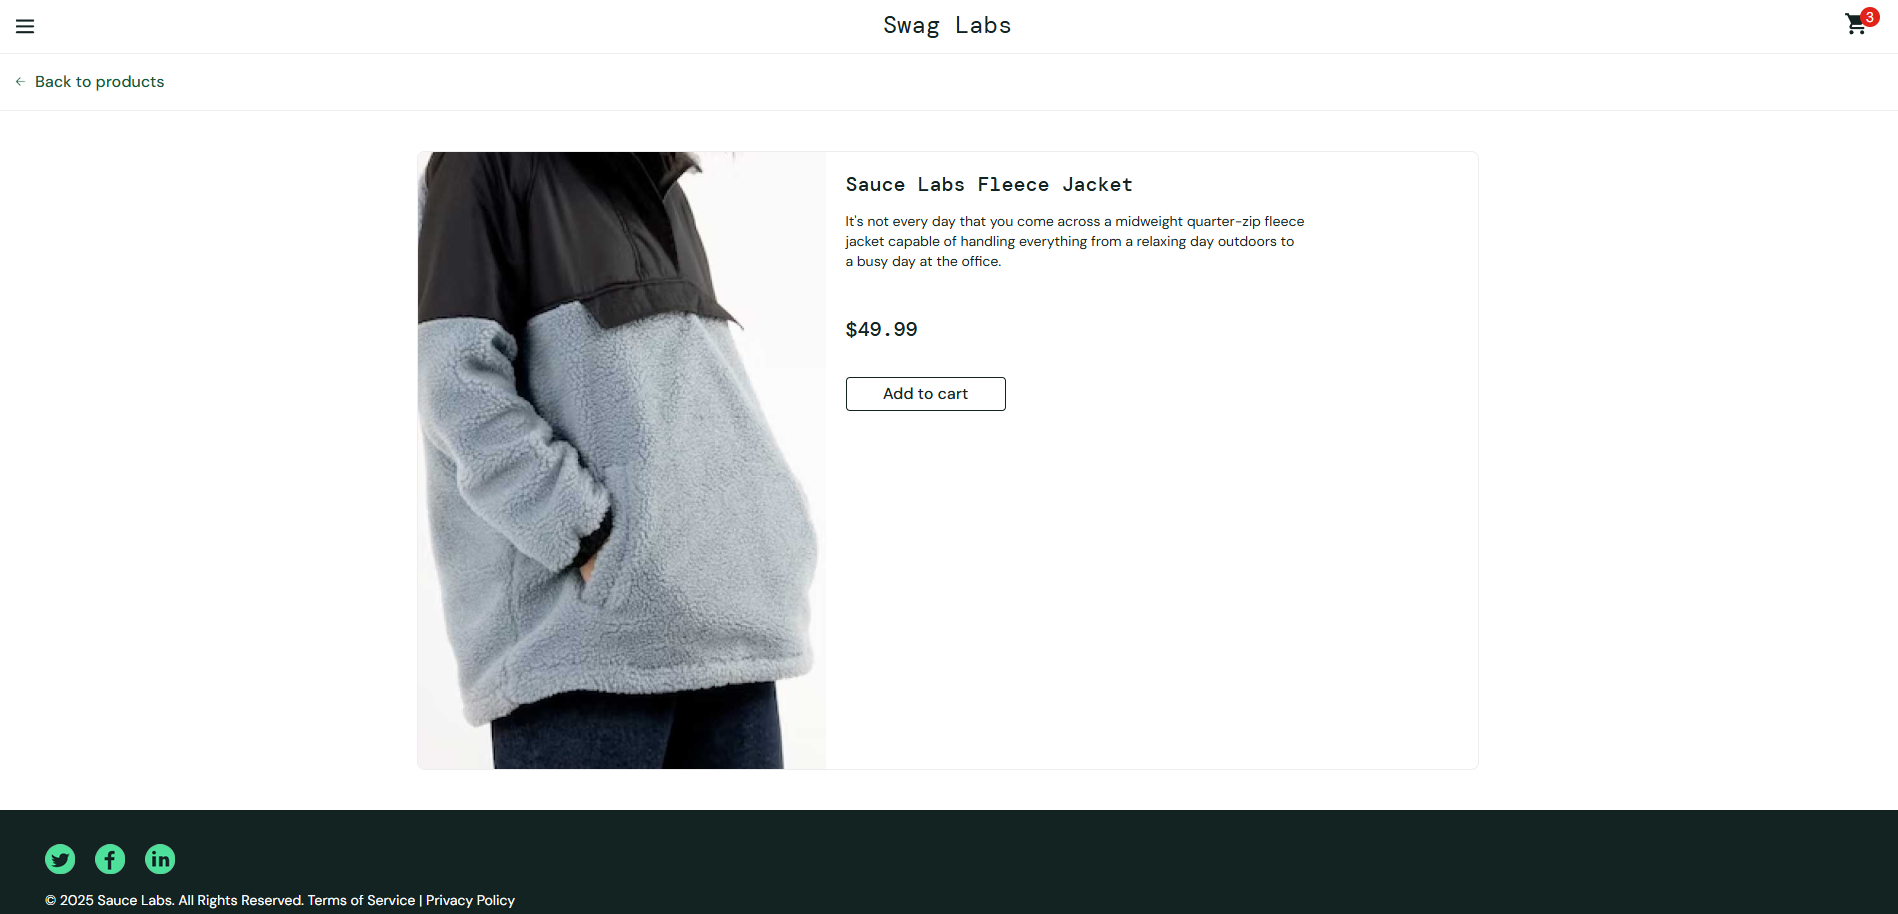 Swag Labs
3
Back to products
Sauce Labs Fleece Jacket
It's not every day that you come across a midweight quarter-zip fleece
jacket capable of handling everything from a relaxing day outdoors to
a busy day at the office.
$49.99
Add to cart
© 2025 Sauce Labs. All Rights Reserved. Terms of Service | Privacy Policy